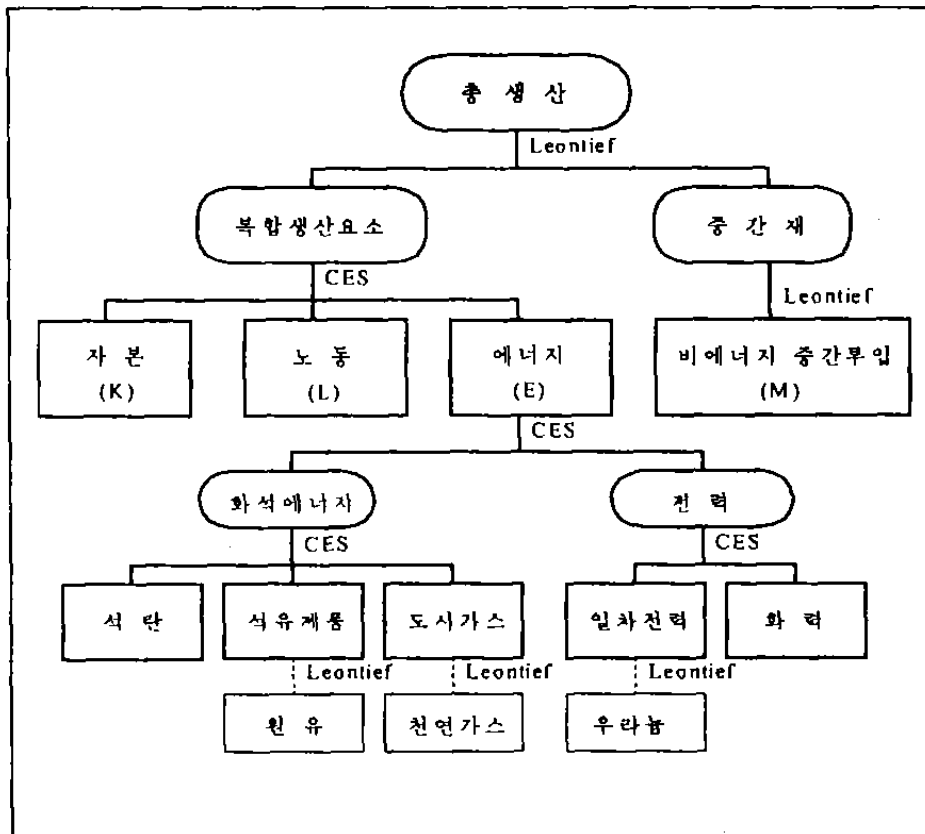 총 생 산
Leontief
복합생산요소
중 간 재
CES
Leontief
자 본
(K)
노 동
(L)
에너지
(E)
비에너지 중간투입
(M)
CES
화석에너지
전 력
CES
CES
석 탄
석유제품
도시가스
일차전력
화 력
Leontief
Leontief
Leontief
원 유
천연가스
우라늄